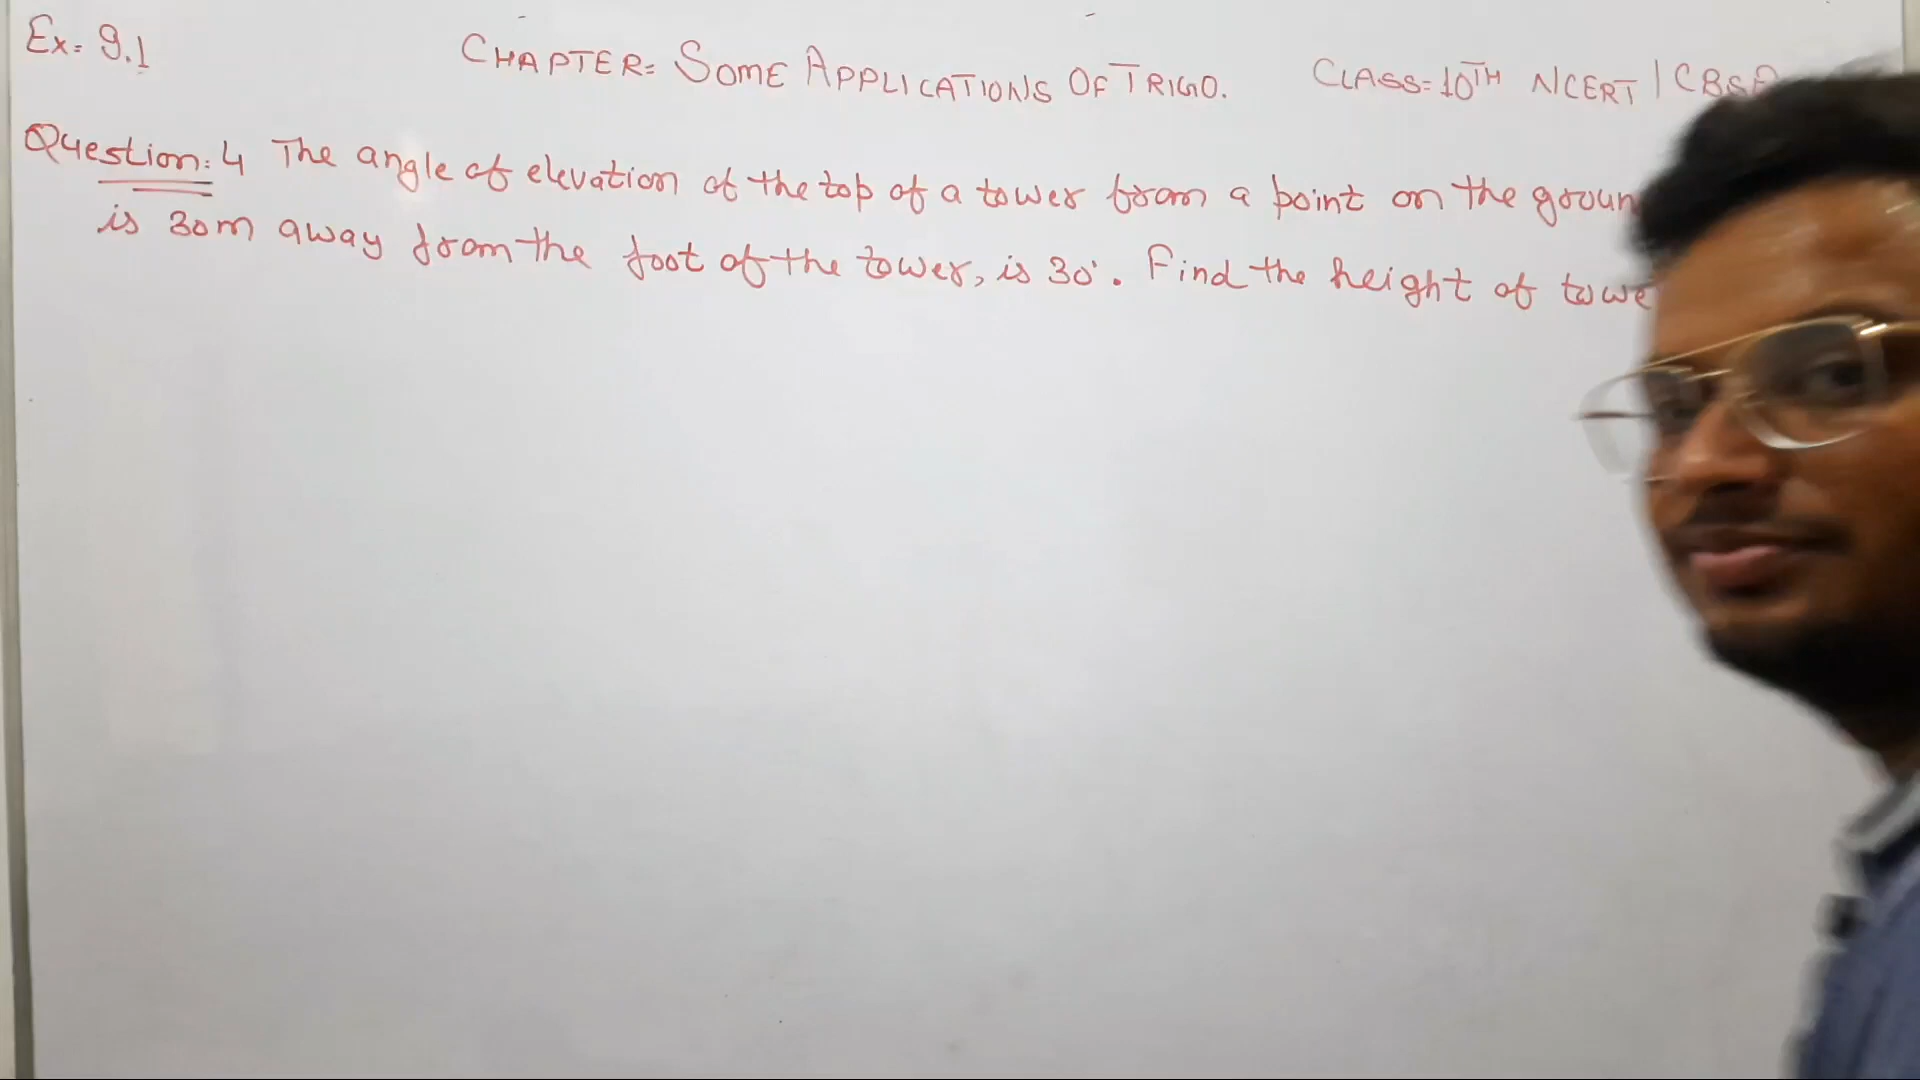 Ex= 9.1
CHAPTER= SOME APPLICATIONS OF TRIGO.
CLASS=10TH NCERT | CBSE
Question:4 The angle of elevation of the top of a tower from a point on the groun
is 30m away from the foot of the tower, is 30°. Find the height of towe